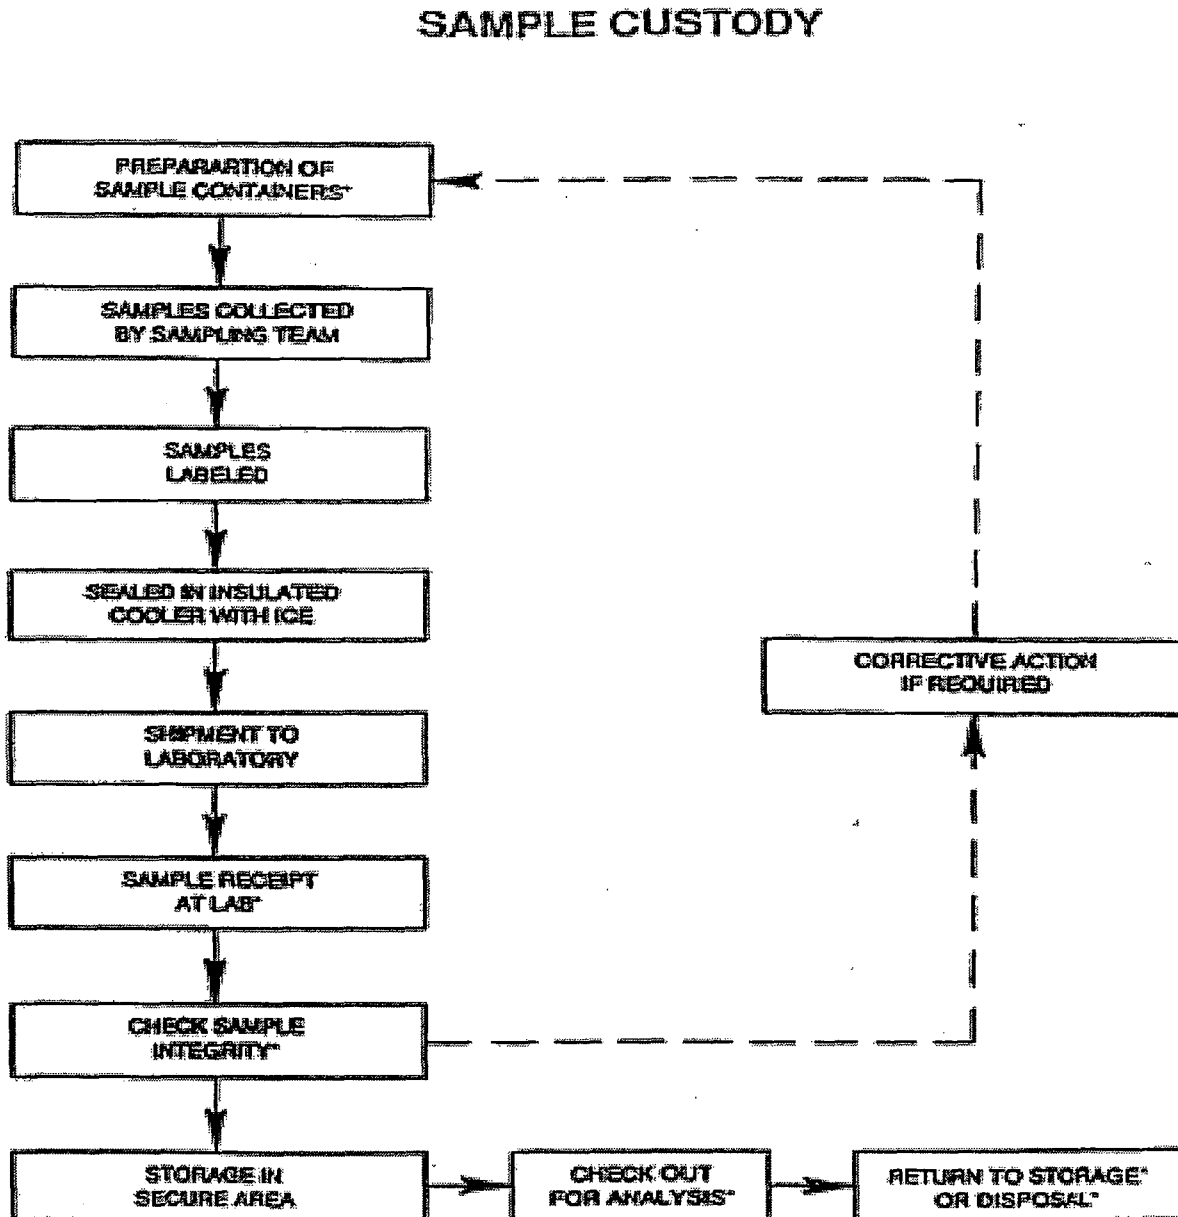 SAMPLE CUSTODY
PREPARARTION OF
SAMPLE CONTAINERS*
SAMPLES COLLECTED
BY SAMPLING TEAM
SAMPLES
LABELED
SEALED IN INSULATED
COOLER WITH ICE
SHIPMENT TO
LABORATORY
SAMPLE RECEIPT
AT LAB*
CHECK SAMPLE
INTEGRITY*
CORRECTIVE ACTION
IF REQUIRED
STORAGE IN
SECURE AREA
CHECK OUT
FOR ANALYSIS*
RETURN TO STORAGE*
OR DISPOSAL*